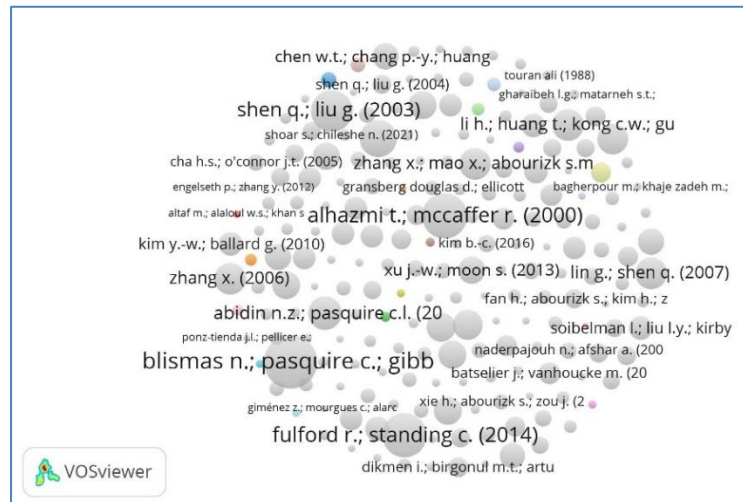 chen w.t.; chang p.-y.; huang
touran ali (1988)
shen q.; liu g. (2004)
gharaibeh l.g.; matarneh s.t.;
shen q.; liu g. (2003)
li h.; huang t.; kong c.w.; gu
shoar s.; chileshe n. (2021)
cha h.s.; o'connor j.t. (2005)
zhang x.; mao x.; abourizk s.m
engelseth p.; zhang y. (2012)
gransberg douglas d.; ellicott
bagherpour m.; khaje zadeh m.;
altaf m.; alaloul w.s.; khan s
alhazmi t.; mccaffer r. (2000)
kim y.-w.; ballard g. (2010)
kim b.-c. (2016)
zhang x. (2006)
xu j.-w.; moon s. (2013)
lin g.; shen q. (2007)
fan h.; abourizk s.; kim h.; z
abidin n.z.; pasquire c.l. (20
soibelman l.; liu l.y.; kirby
ponz-tienda j.l.; pellicer e.;
naderpajouh n.; afshar a. (200
blismas n.; pasquire c.; gibb
batselier j.; vanhoucke m. (20
giménez z.; mourgues c.; alarc
xie h.; abourizk s.; zou j. (2
fulford r.; standing c. (2014)
dikmen i.; birgonul m.t.; artu
VOSviewer